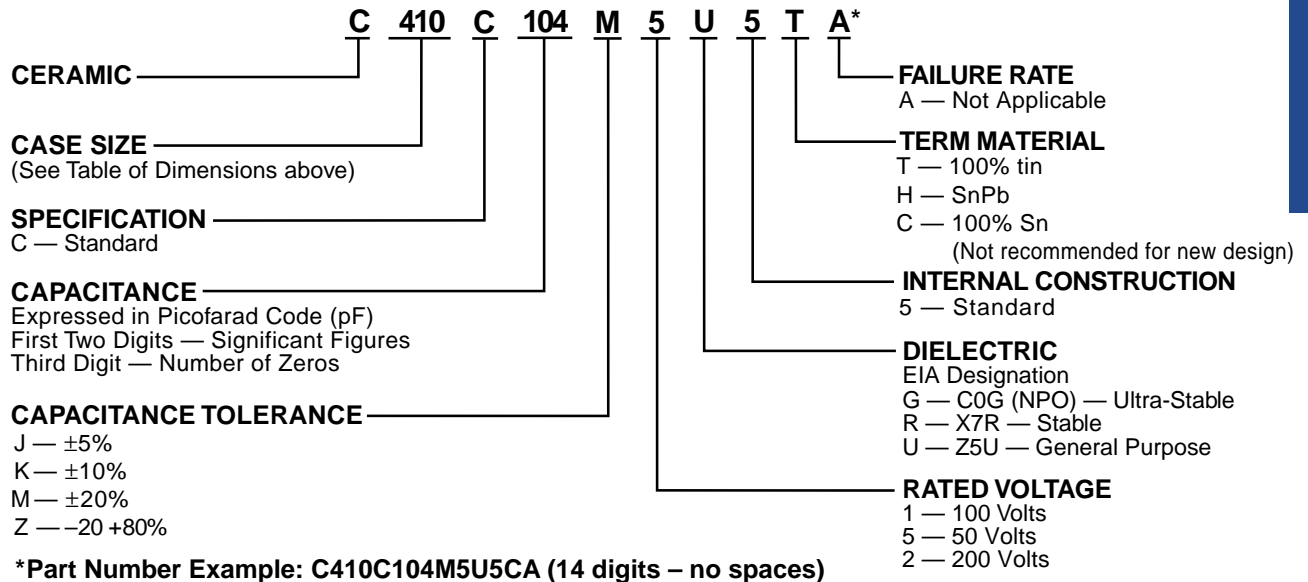 C 410 C 104 M 5 U 5 T A*
CERAMIC
CASE SIZE
(See Table of Dimensions above)
SPECIFICATION
C — Standard
CAPACITANCE
Expressed in Picofarad Code (pF)
First Two Digits — Significant Figures
Third Digit — Number of Zeros
CAPACITANCE TOLERANCE
J — ±5%
K — ±10%
M — ±20%
Z — –20 +80%
FAILURE RATE
A — Not Applicable
TERM MATERIAL
T — 100% tin
H — SnPb
C — 100% Sn
(Not recommended for new design)
INTERNAL CONSTRUCTION
5 — Standard
DIELECTRIC
EIA Designation
G — C0G (NPO) — Ultra-Stable
R — X7R — Stable
U — Z5U — General Purpose
RATED VOLTAGE
1 — 100 Volts
5 — 50 Volts
2 — 200 Volts
*Part Number Example: C410C104M5U5CA (14 digits – no spaces)